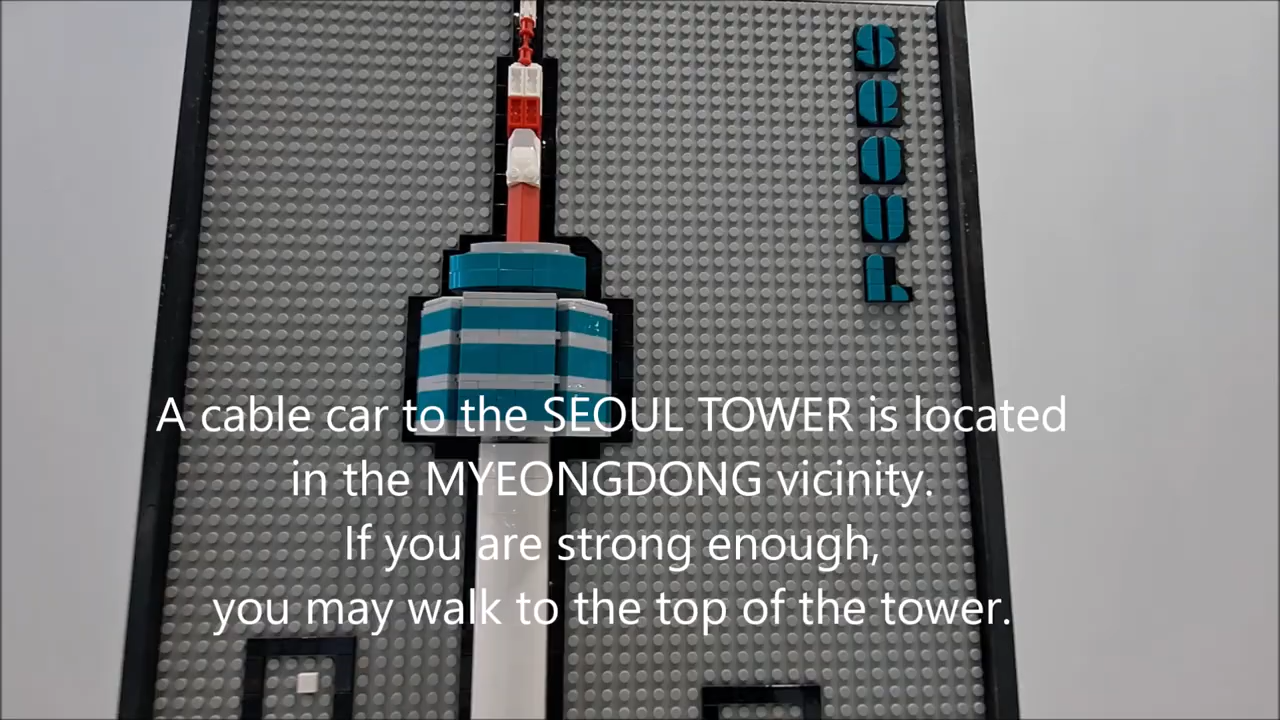 SEOUL
A cable car to the SEOUL TOWER is located
in the MYEONGDONG vicinity.
If you are strong enough,
you may walk to the top of the tower.